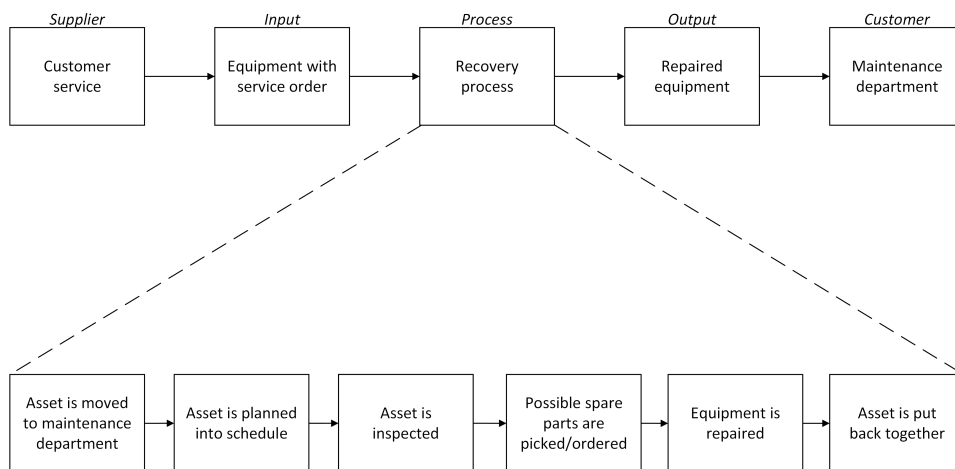 Supplier
Input
Process
Output
Customer
Customer
service
Equipment with
service order
Recovery
process
Repaired
equipment
Maintenance
department
Asset is moved
to maintenance
department
Asset is planned
into schedule
Asset is
inspected
Possible spare
parts are
picked/ordered
Equipment is
repaired
Asset is put
back together